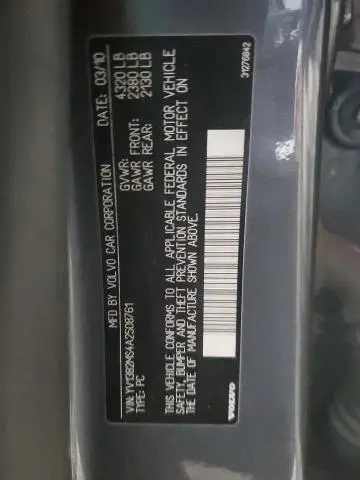 MFD BY VOLVO CAR CORPORATION DATE: 03/10
GVWR: 4320 LB
GAWR FRONT: 2380 LB
GAWR REAR: 2130 LB
THIS VEHICLE CONFORMS TO ALL APPLICABLE FEDERAL MOTOR VEHICLE
SAFETY, BUMPER AND THEFT PREVENTION STANDARDS IN EFFECT ON
THE DATE OF MANUFACTURE SHOWN ABOVE.
VIN: YV1382MS4A2508761
TYPE: PC
VOLVO
31276842